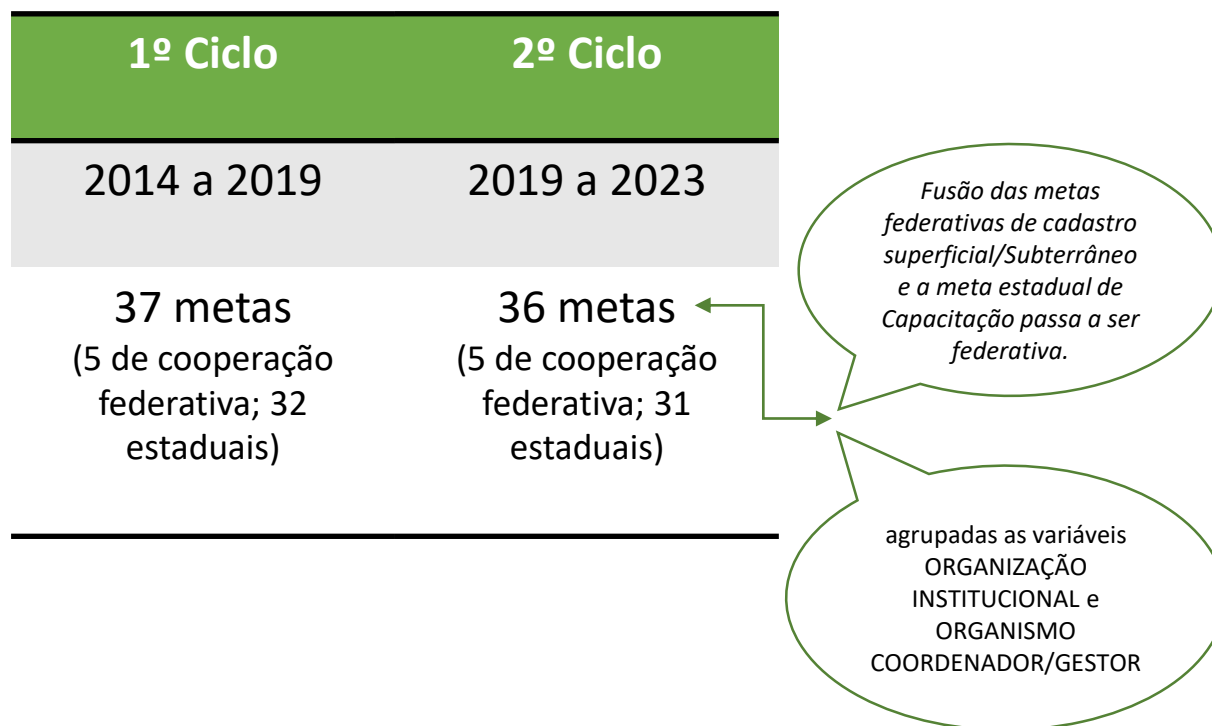 1º Ciclo
2º Ciclo
2014 a 2019
2019 a 2023
37 metas
(5 de cooperação
federativa; 32
estaduais)
36 metas
(5 de cooperação
federativa; 31
estaduais)
Fusão das metas
federativas de cadastro
superficial/Subterrâneo
e a meta estadual de
Capacitação passa a ser
federativa.
agrupadas as variáveis
ORGANIZAÇÃO
INSTITUCIONAL e
ORGANISMO
COORDENADOR/GESTOR